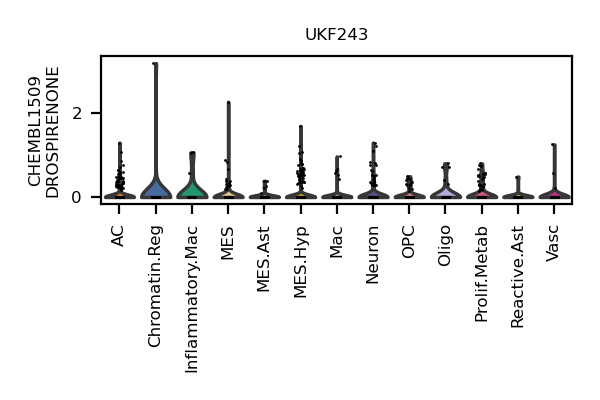 UKF243
CHEMBL1509
DROSPIRENONE
2
0
AC
Chromatin.Reg
Inflammatory.Mac
MES
MES.Ast
MES.Hyp
Mac
Neuron
OPC
Oligo
Prolif.Metab
Reactive.Ast
Vasc